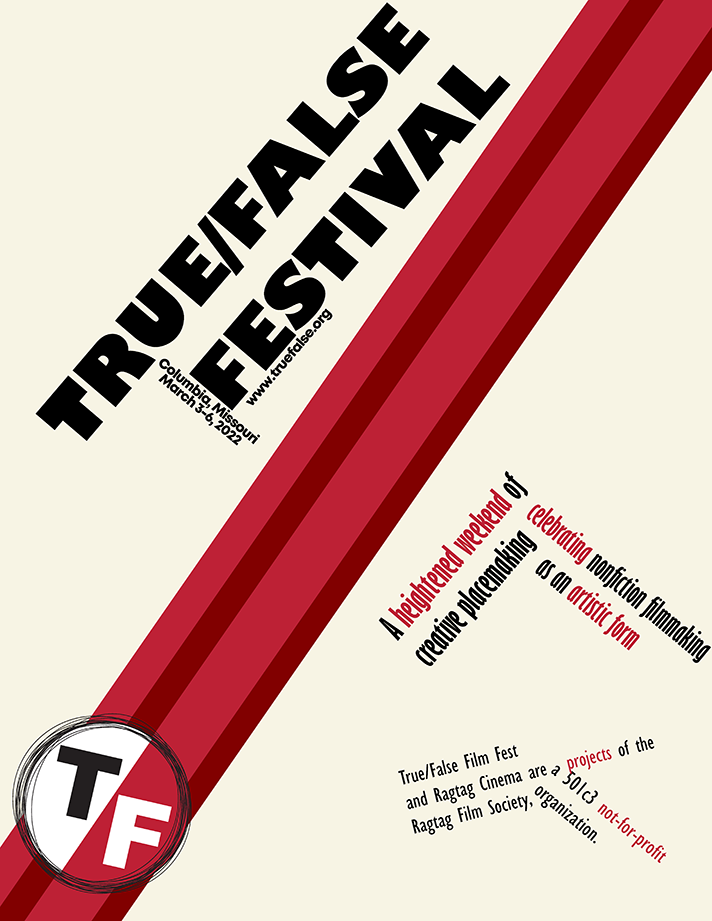 TRUE/FALSE
FESTIVAL
Columbia, Missouri
March 3-6, 2022
www.truefalse.org
A heightened weekend of
creative placemaking
celebrating nonfiction filmmaking
as an artistic form
True/False Film Fest
and Ragtag Cinema are a projects of the
Ragtag Film Society, 501c3 not-for-profit
organization.
T
F